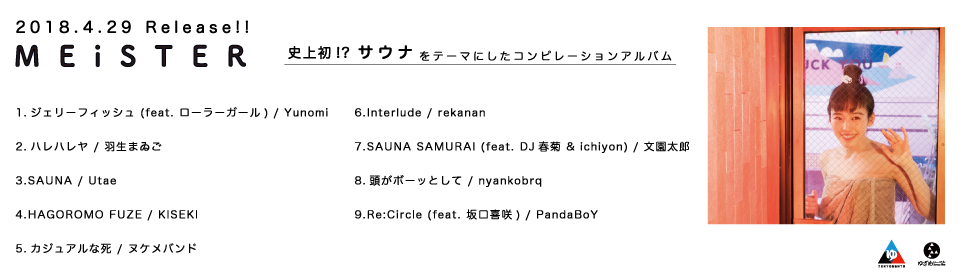 2018.4.29 Release!!
MEiSTER
史上初!? サウナ をテーマにしたコンピレーションアルバム
1. ジェリーフィッシュ (feat. ローラーガール) / Yunomi
2. ハレハレヤ / 羽生まゐご
3.SAUNA / Utae
4.HAGOROMO FUZE / KISEKI
5. カジュアルな死 / ヌケメバンド
6.Interlude / rekanan
7.SAUNA SAMURAI (feat. DJ 春菊 & ichiyon) / 文園太郎
8. 頭がボーッとして / nyankobrq
9.Re:Circle (feat. 坂口喜咲) / PandaBoY
UCK YOU
ゆ